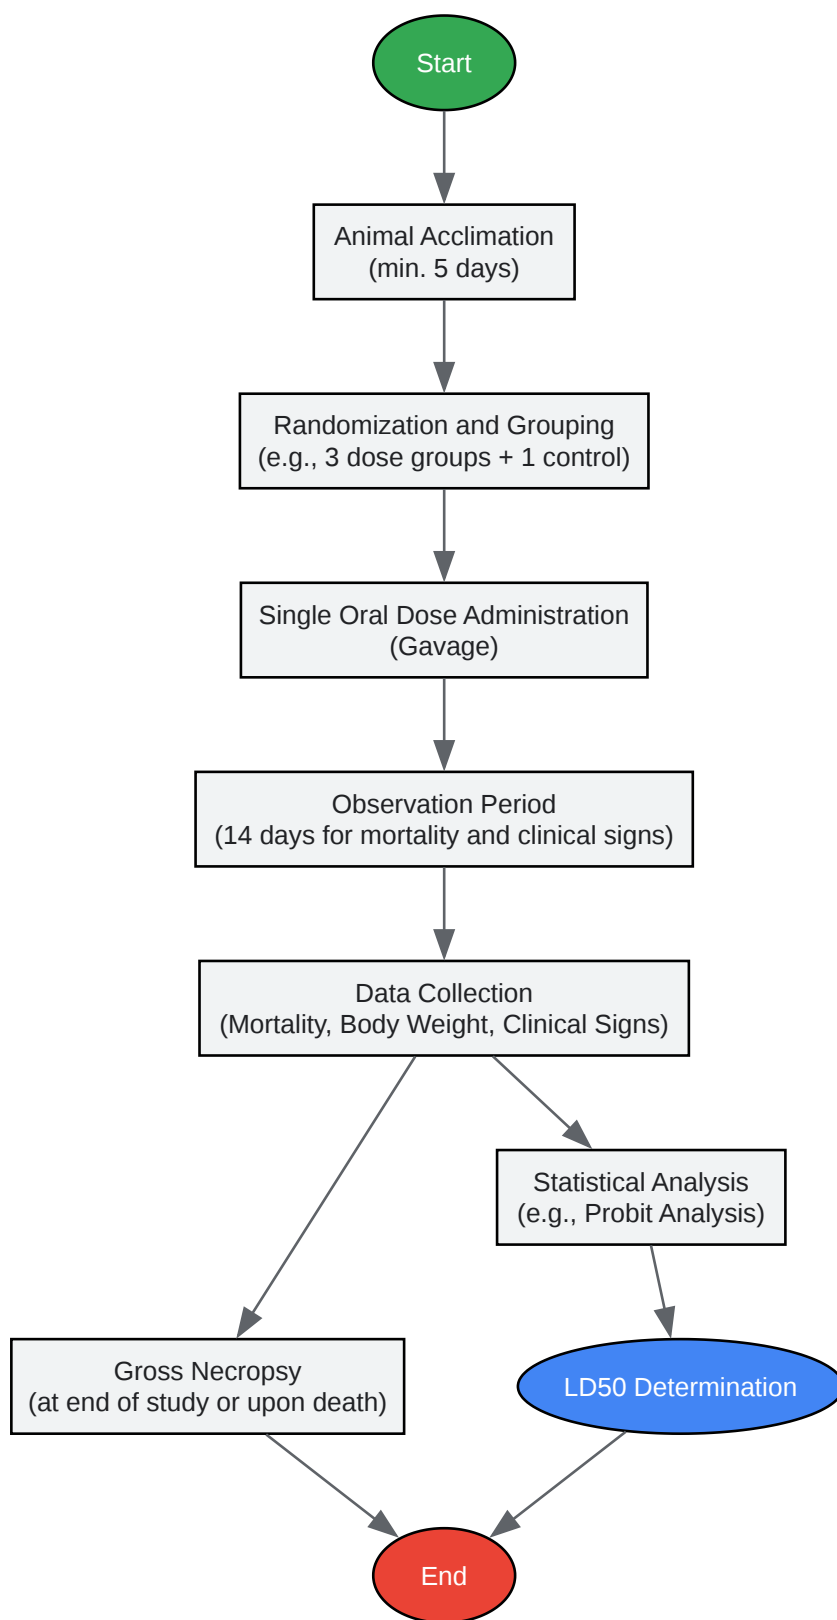 Start
Animal Acclimation
(min. 5 days)
Randomization and Grouping
(e.g., 3 dose groups + 1 control)
Single Oral Dose Administration
(Gavage)
Observation Period
(14 days for mortality and clinical signs)
Data Collection
(Mortality, Body Weight, Clinical Signs)
Statistical Analysis
(e.g., Probit Analysis)
Gross Necropsy
(at end of study or upon death)
LD50 Determination
End